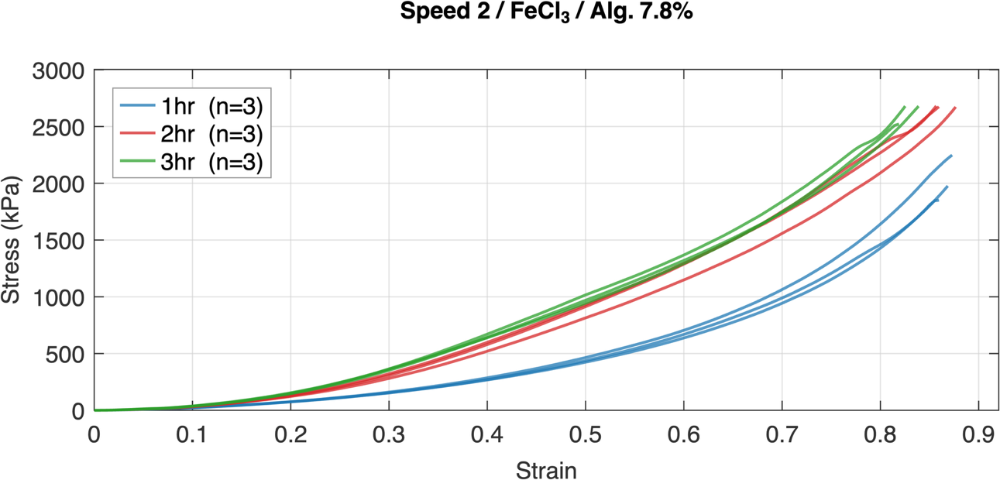 Speed 2 / FeCl₃ / Alg. 7.8%
3000
2500
2000
1500
1000
500
0
Stress (kPa)
1hr (n=3)
2hr (n=3)
3hr (n=3)
0 0.1 0.2 0.3 0.4 0.5 0.6 0.7 0.8 0.9
Strain